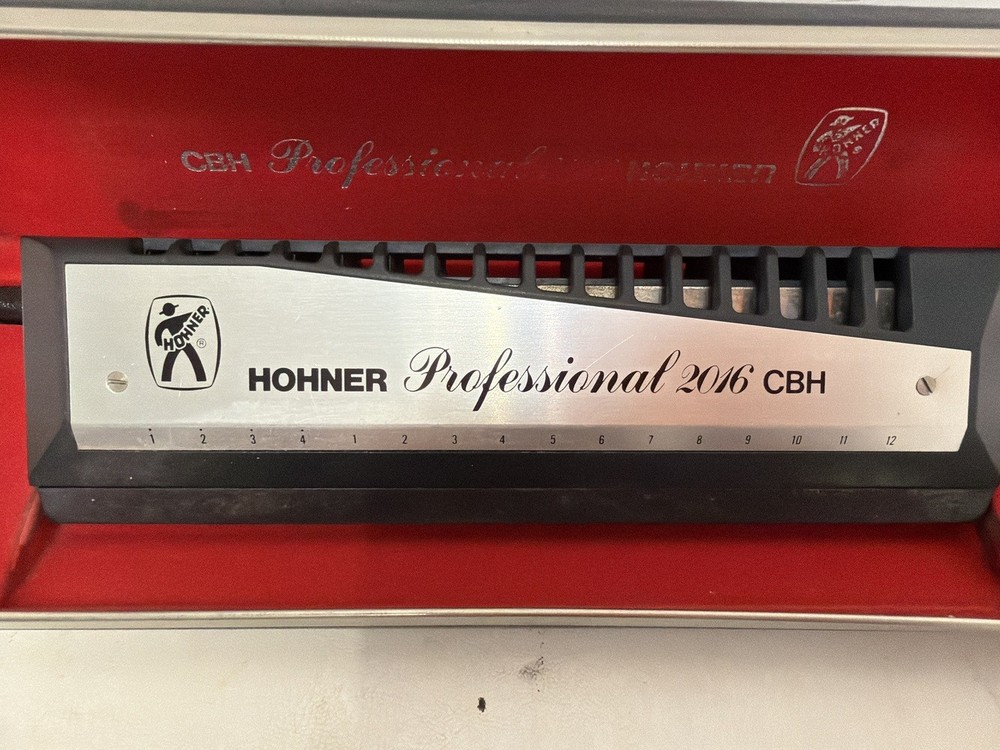 CBH Professional HOHNER HOHNER
HOHNER ®
HOHNER Professional 2016 CBH
1 2 3 4 1 2 3 4 5 6 7 8 9 10 11 12